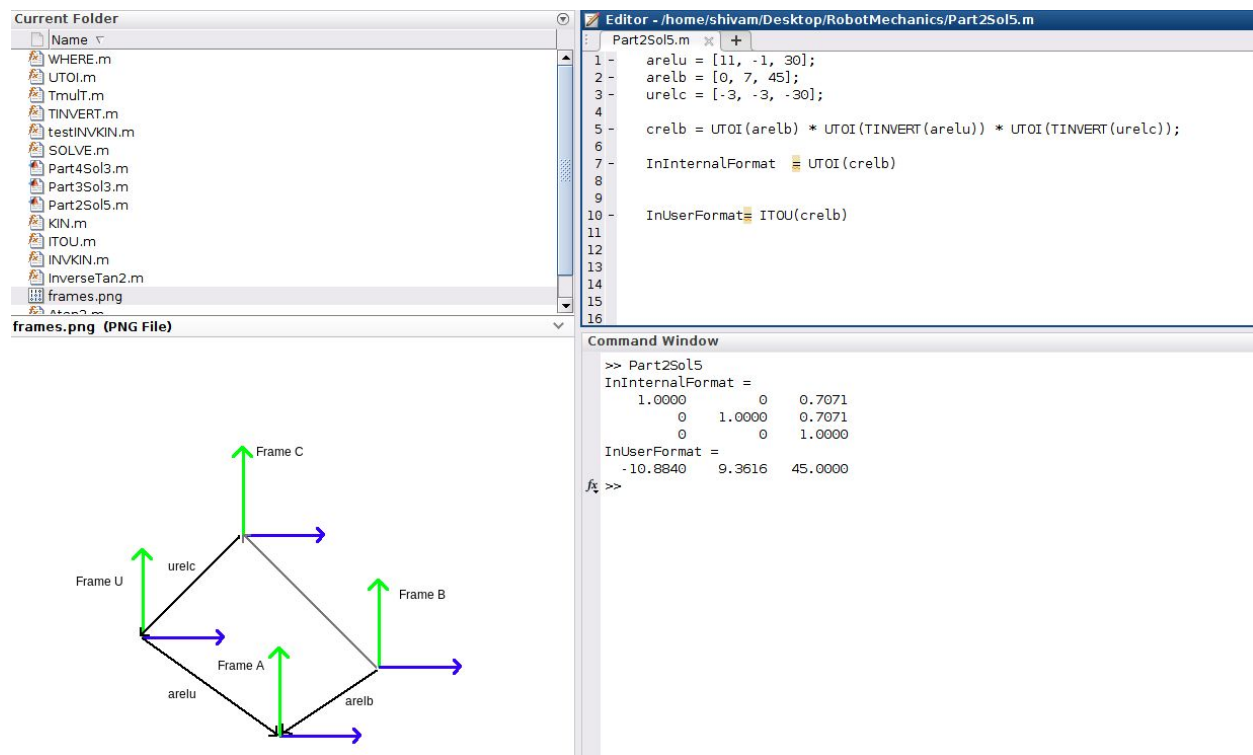 Current Folder
Name
WHERE.m
UTOI.m
TmulT.m
TINVERT.m
testINVKIN.m
SOLVE.m
Part4Sol3.m
Part3Sol3.m
Part2Sol5.m
KIN.m
ITOU.m
INVKIN.m
InverseTan2.m
frames.png
Atan2.m
frames.png (PNG File)
Frame C
urelc
Frame U
Frame B
Frame A
arelu
arelb
Editor - /home/shivam/Desktop/RobotMechanics/Part2Sol5.m
Part2Sol5.m
1 - arelu = [11, -1, 30];
2 - arelb = [0, 7, 45];
3 - urelc = [-3, -3, -30];
4
5 - crelb = UTOI(arelb) * UTOI(TINVERT(arelu)) * UTOI(TINVERT(urelc));
6
7 - InInternalFormat = UTOI(crelb)
8
9
10 - InUserFormat= ITOU(crelb)
11
12
13
14
15
16
Command Window
>> Part2Sol5
InInternalFormat =
1.0000 0 0.7071
0 1.0000 0.7071
0 0 1.0000
InUserFormat =
-10.8840 9.3616 45.0000
fx >>